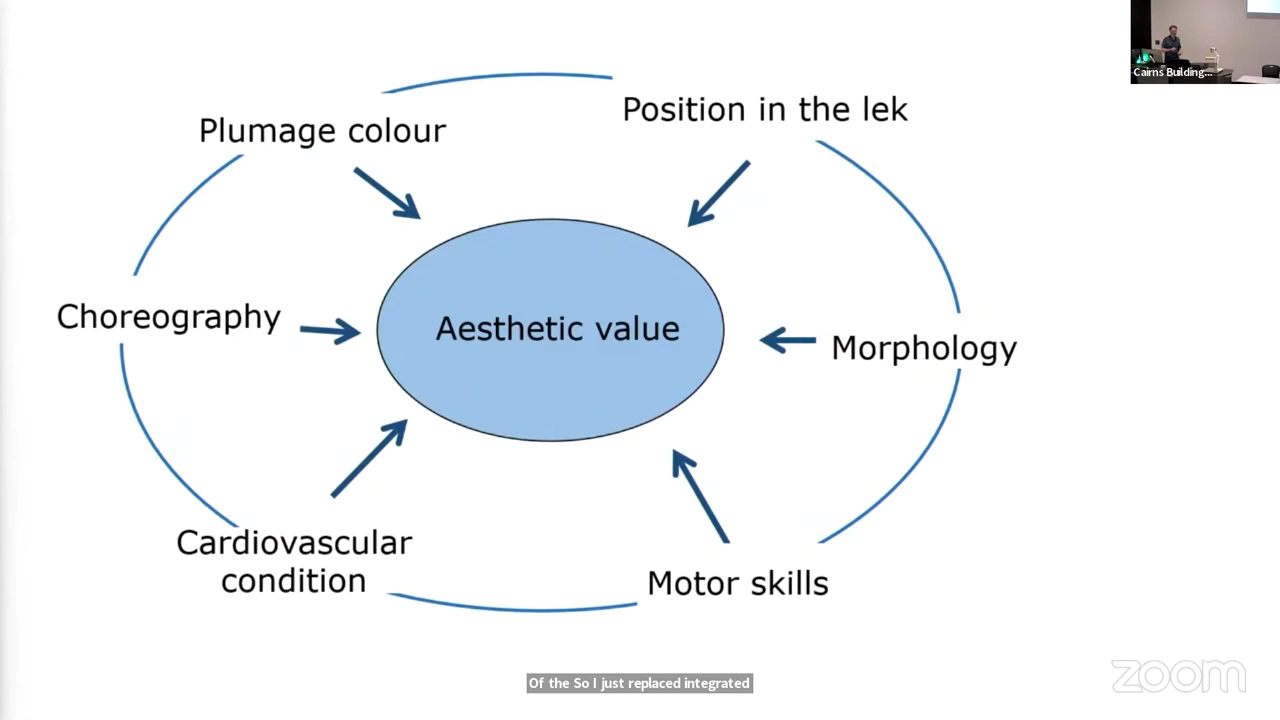 Cairns Building...
Plumage colour
Position in the lek
Choreography
Aesthetic value
Morphology
Cardiovascular
condition
Motor skills
Of the So I just replaced integrated
zoom